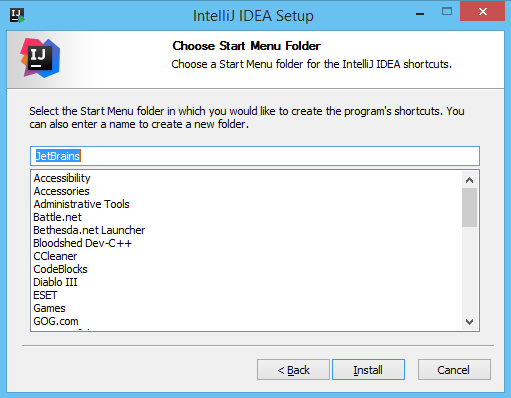 IntelliJ IDEA Setup
IJ
Choose Start Menu Folder
Choose a Start Menu folder for the IntelliJ IDEA shortcuts.
Select the Start Menu folder in which you would like to create the program's shortcuts. You
can also enter a name to create a new folder.
JetBrains
Accessibility
Accessories
Administrative Tools
Battle.net
Bethesda.net Launcher
Bloodshed Dev-C++
CCleaner
CodeBlocks
Diablo III
ESET
Games
GOG.com
< Back
Install
Cancel